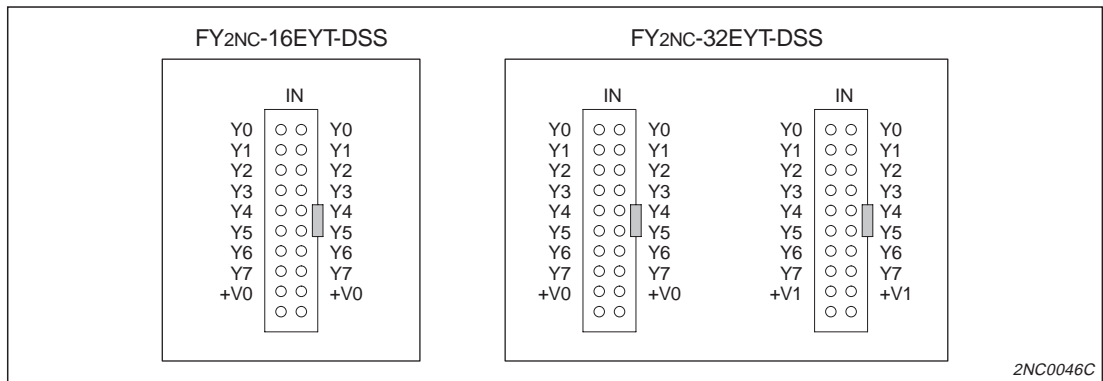 FY2NC-16EYT-DSS FY2NC-32EYT-DSS
IN IN IN
Y0 Y0 Y0 Y0 Y0 Y0
Y1 Y1 Y1 Y1 Y1 Y1
Y2 Y2 Y2 Y2 Y2 Y2
Y3 Y3 Y3 Y3 Y3 Y3
Y4 Y4 Y4 Y4 Y4 Y4
Y5 Y5 Y5 Y5 Y5 Y5
Y6 Y6 Y6 Y6 Y6 Y6
Y7 Y7 Y7 Y7 Y7 Y7
+V0 +V0 +V0 +V0 +V1 +V1
2NC0046C